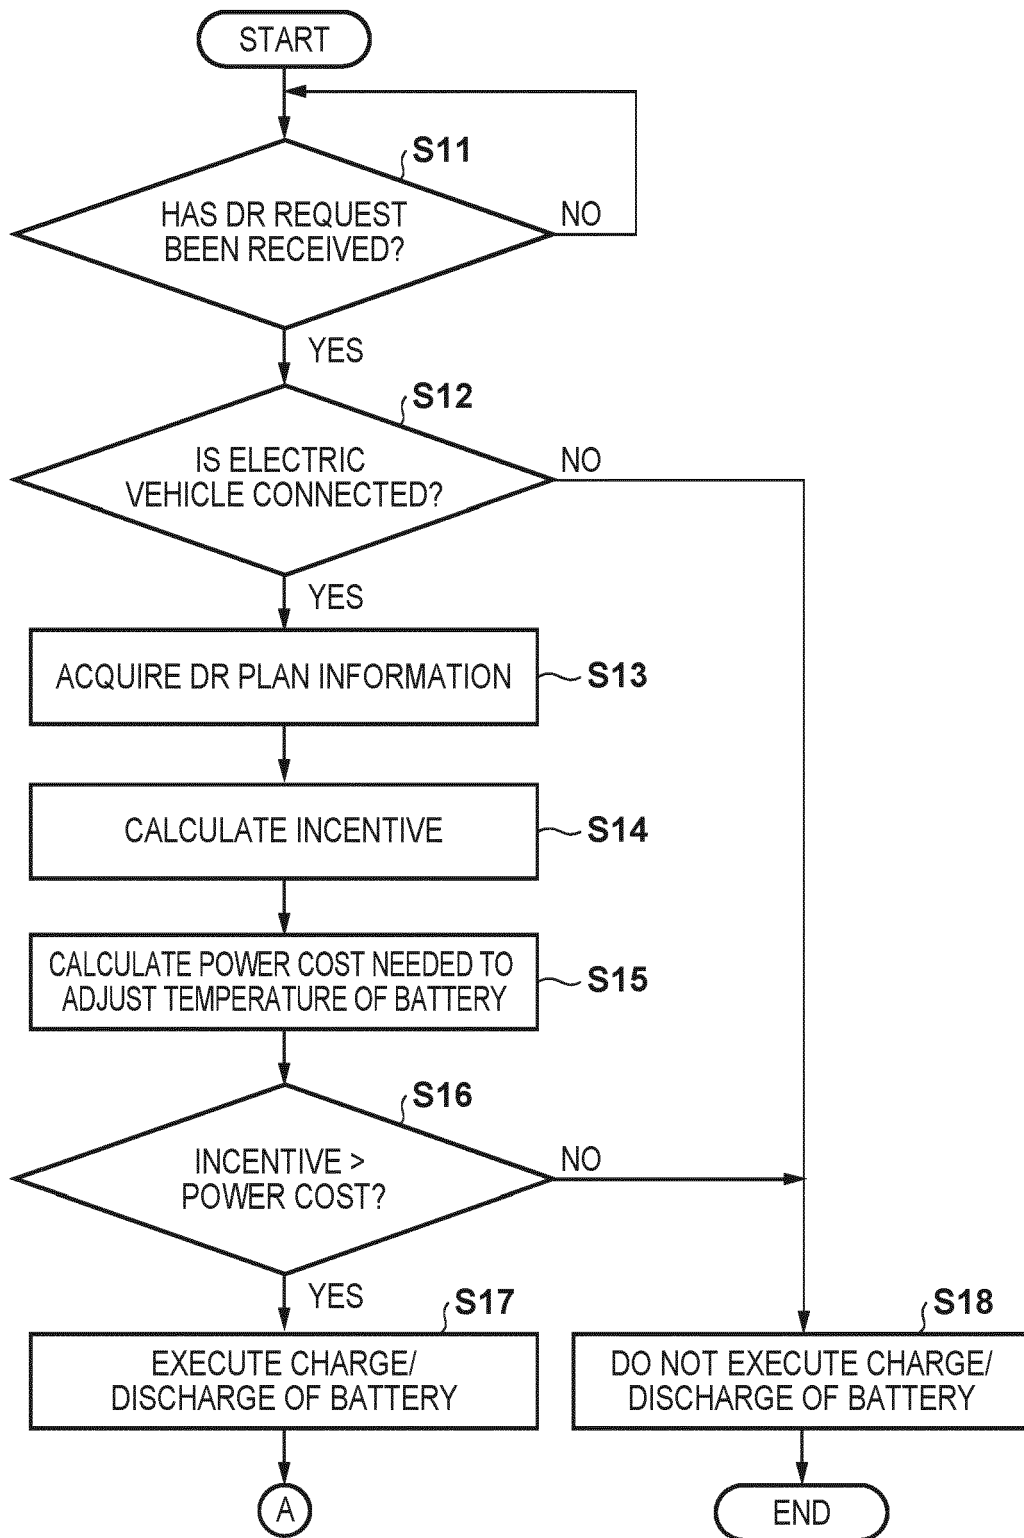 START
S11
HAS DR REQUEST
BEEN RECEIVED?
NO
YES
S12
IS ELECTRIC
VEHICLE CONNECTED?
NO
YES
ACQUIRE DR PLAN INFORMATION
S13
CALCULATE INCENTIVE
S14
CALCULATE POWER COST NEEDED TO
ADJUST TEMPERATURE OF BATTERY
S15
S16
INCENTIVE >
POWER COST?
NO
YES
S17
EXECUTE CHARGE/
DISCHARGE OF BATTERY
S18
DO NOT EXECUTE CHARGE/
DISCHARGE OF BATTERY
A
END